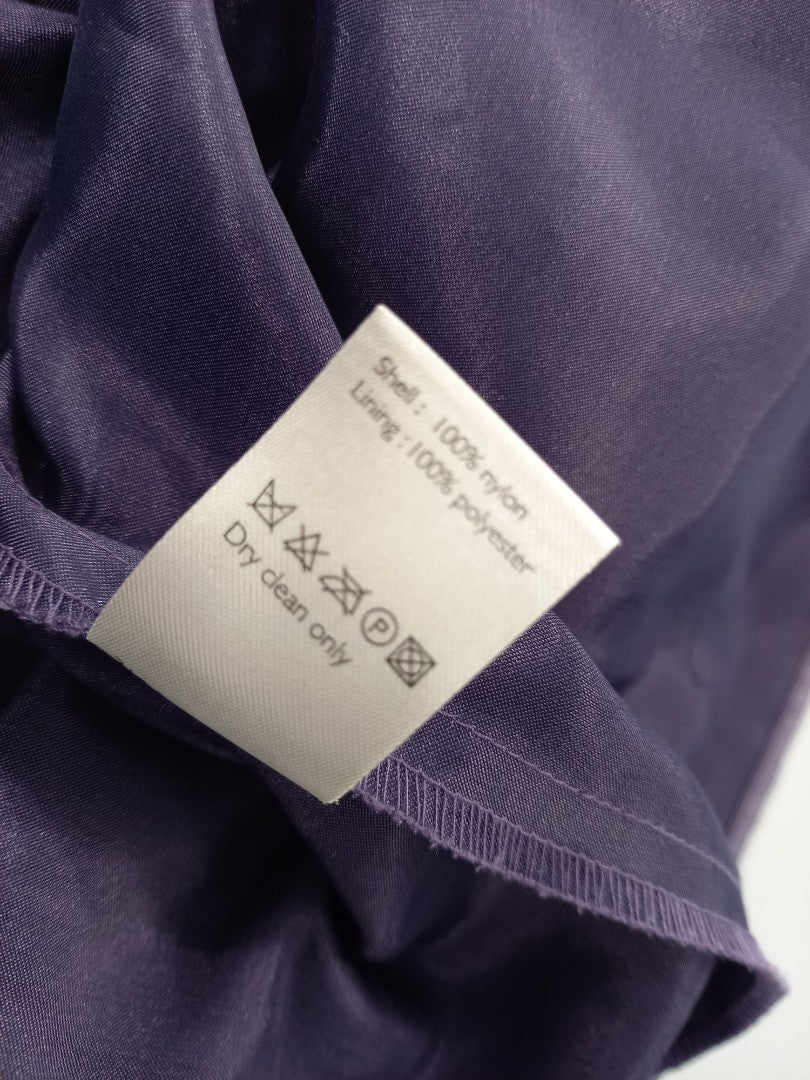 Shell : 100% nylon
Lining : 100% polyester
P
Dry clean only